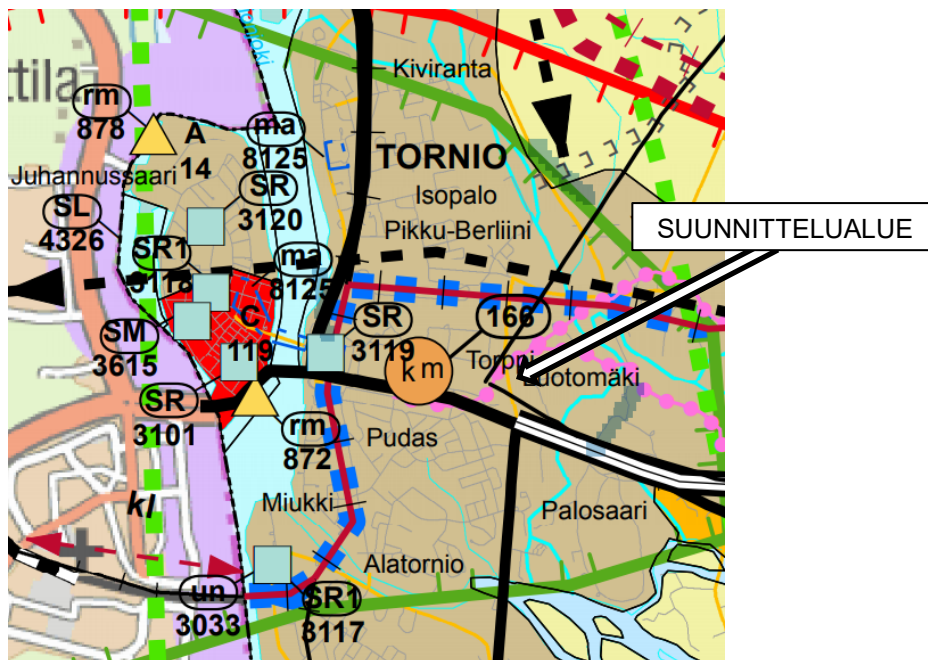 Kiviranta
ttila
rm
878
A
14
ma
8125
TORNIO
Juhannussaari
SR
3120
Isopalo
Pikku-Berliini
SL
4326
SUUNNITTELUALUE
SR1
3118
ma
8125
C
119
SM
3615
SR
3119
166
km
Torppi
Luotomäki
SR
3101
rm
872
Pudas
Miukki
kl
Palosaari
Alatornio
un
3033
SR1
3117